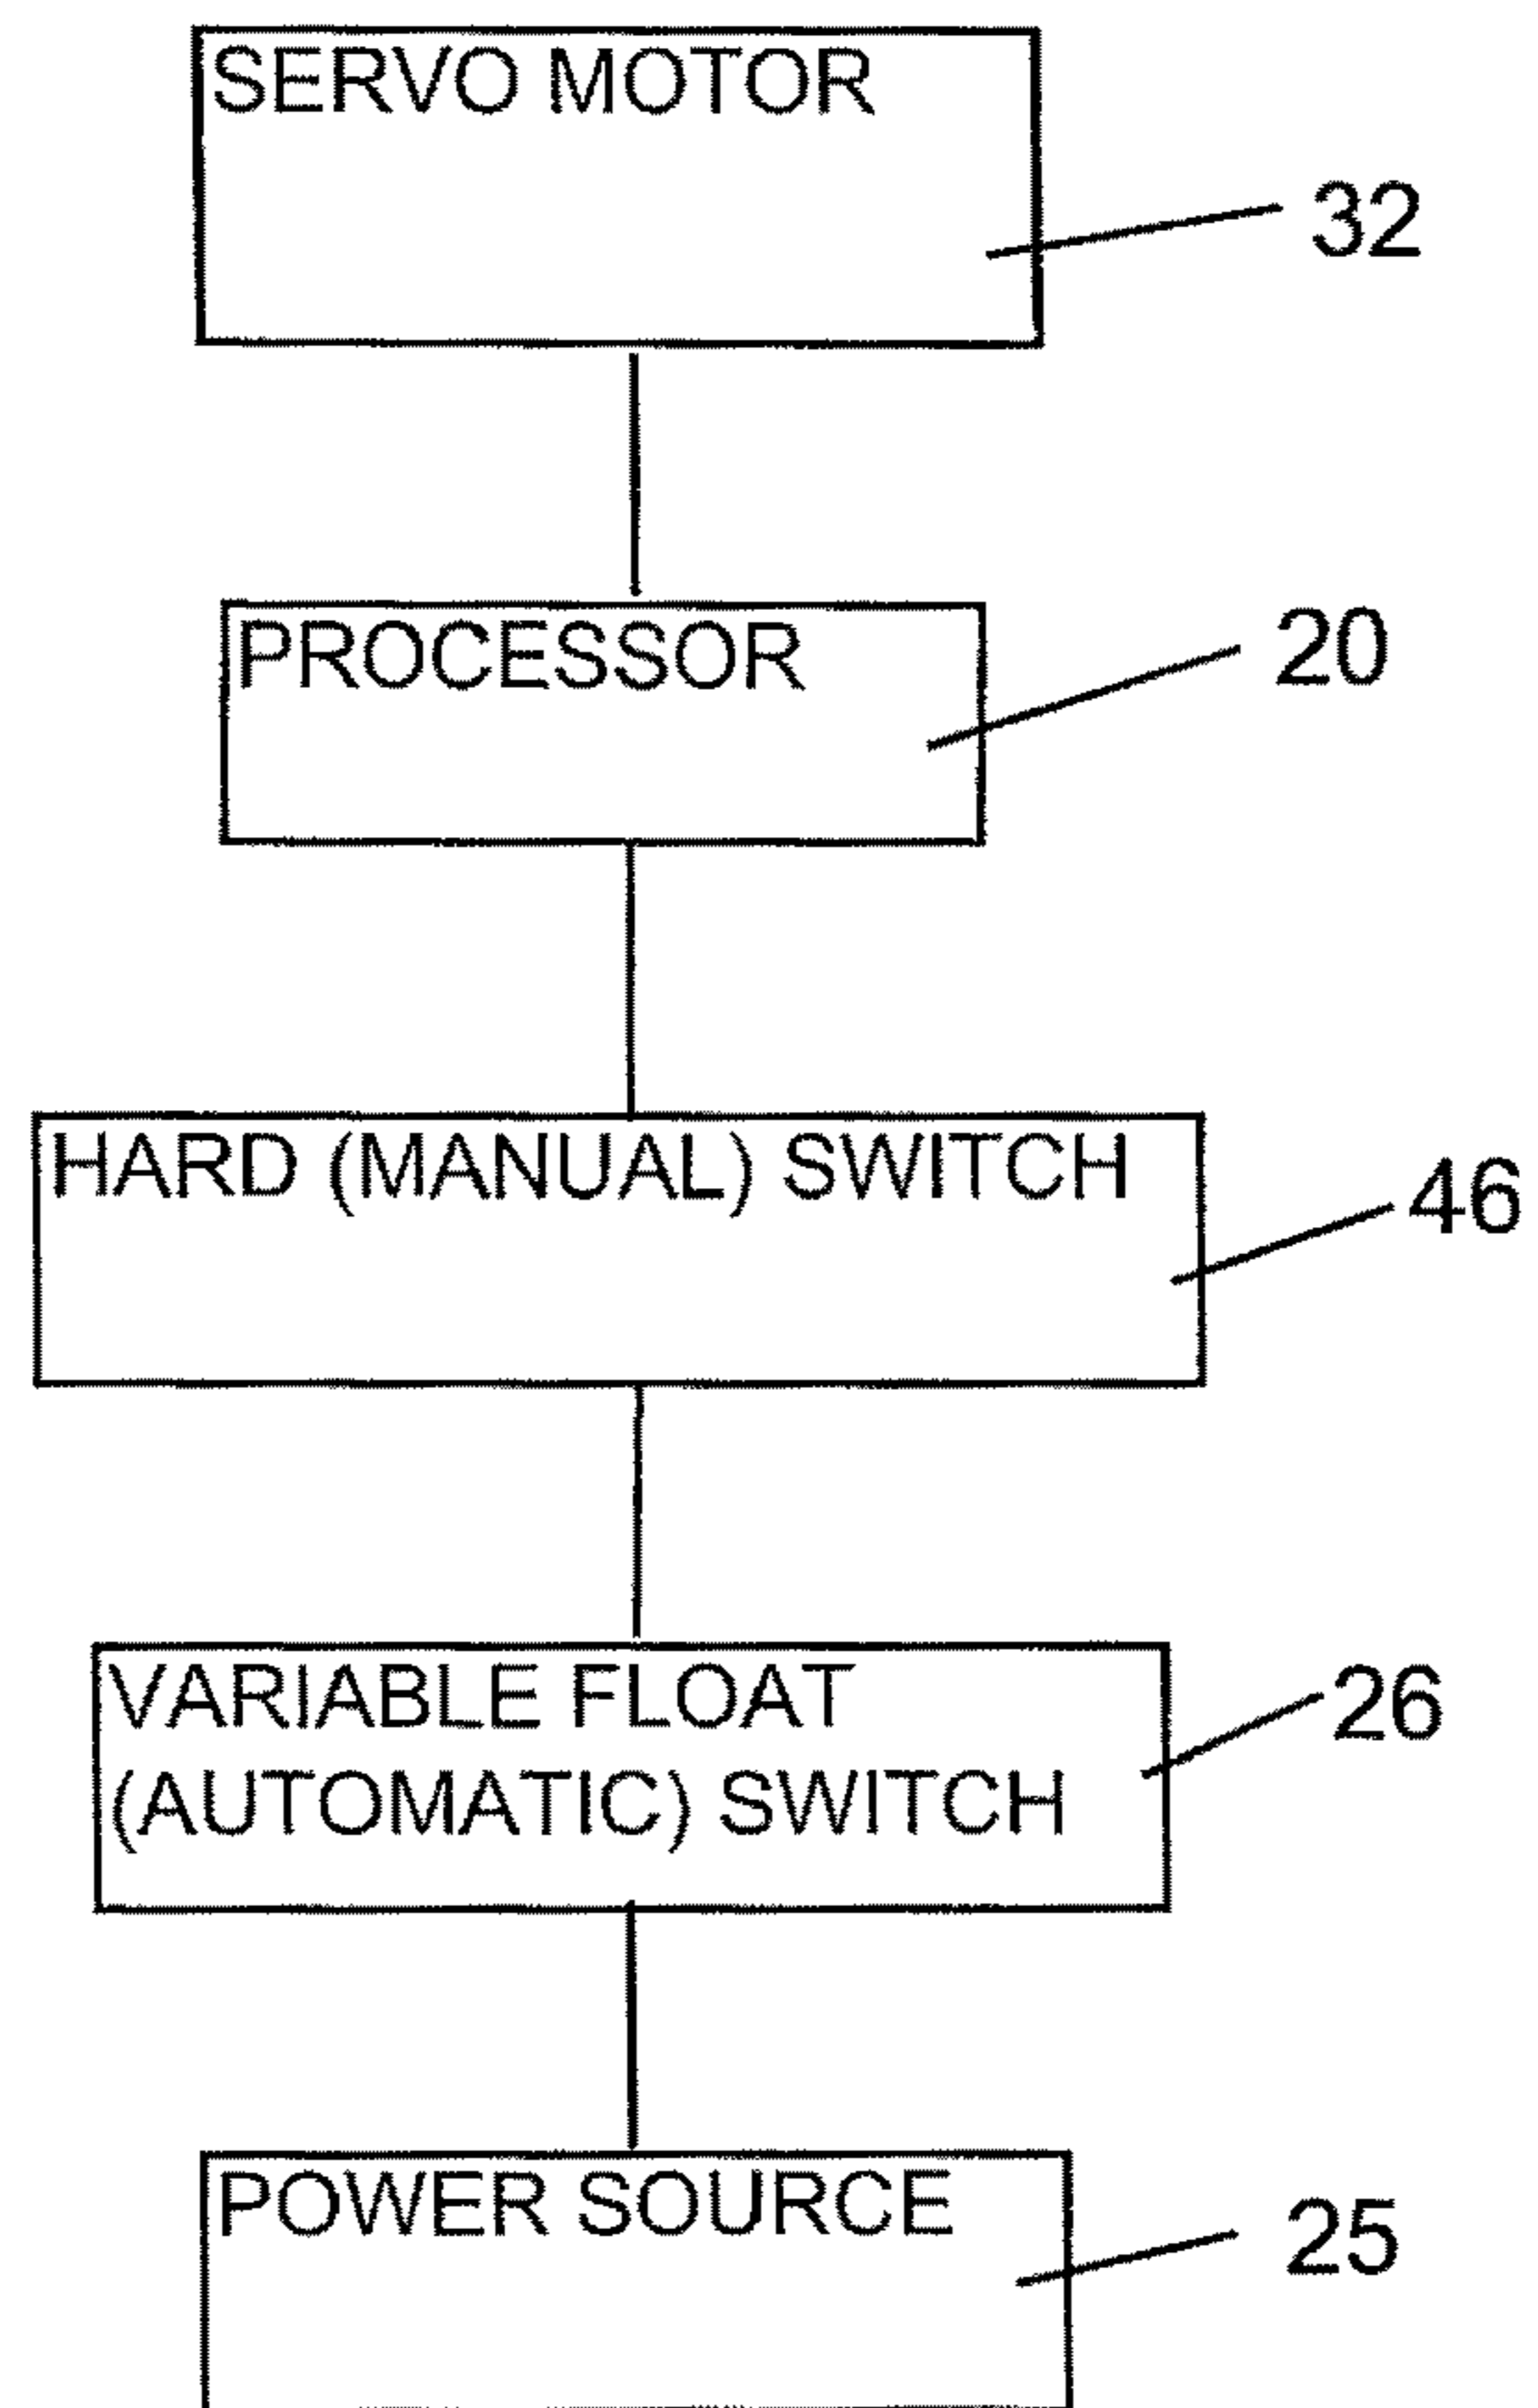 SERVO MOTOR
32
PROCESSOR
20
HARD (MANUAL) SWITCH
46
VARIABLE FLOAT
(AUTOMATIC) SWITCH
26
POWER SOURCE
25